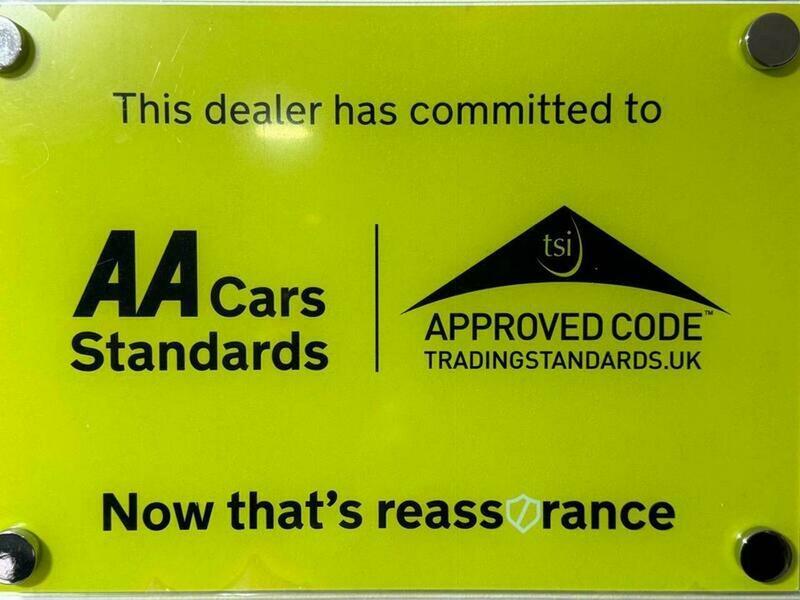 This dealer has committed to
AA Cars
Standards
tsi
APPROVED CODE™
TRADINGSTANDARDS.UK
Now that's reassurance